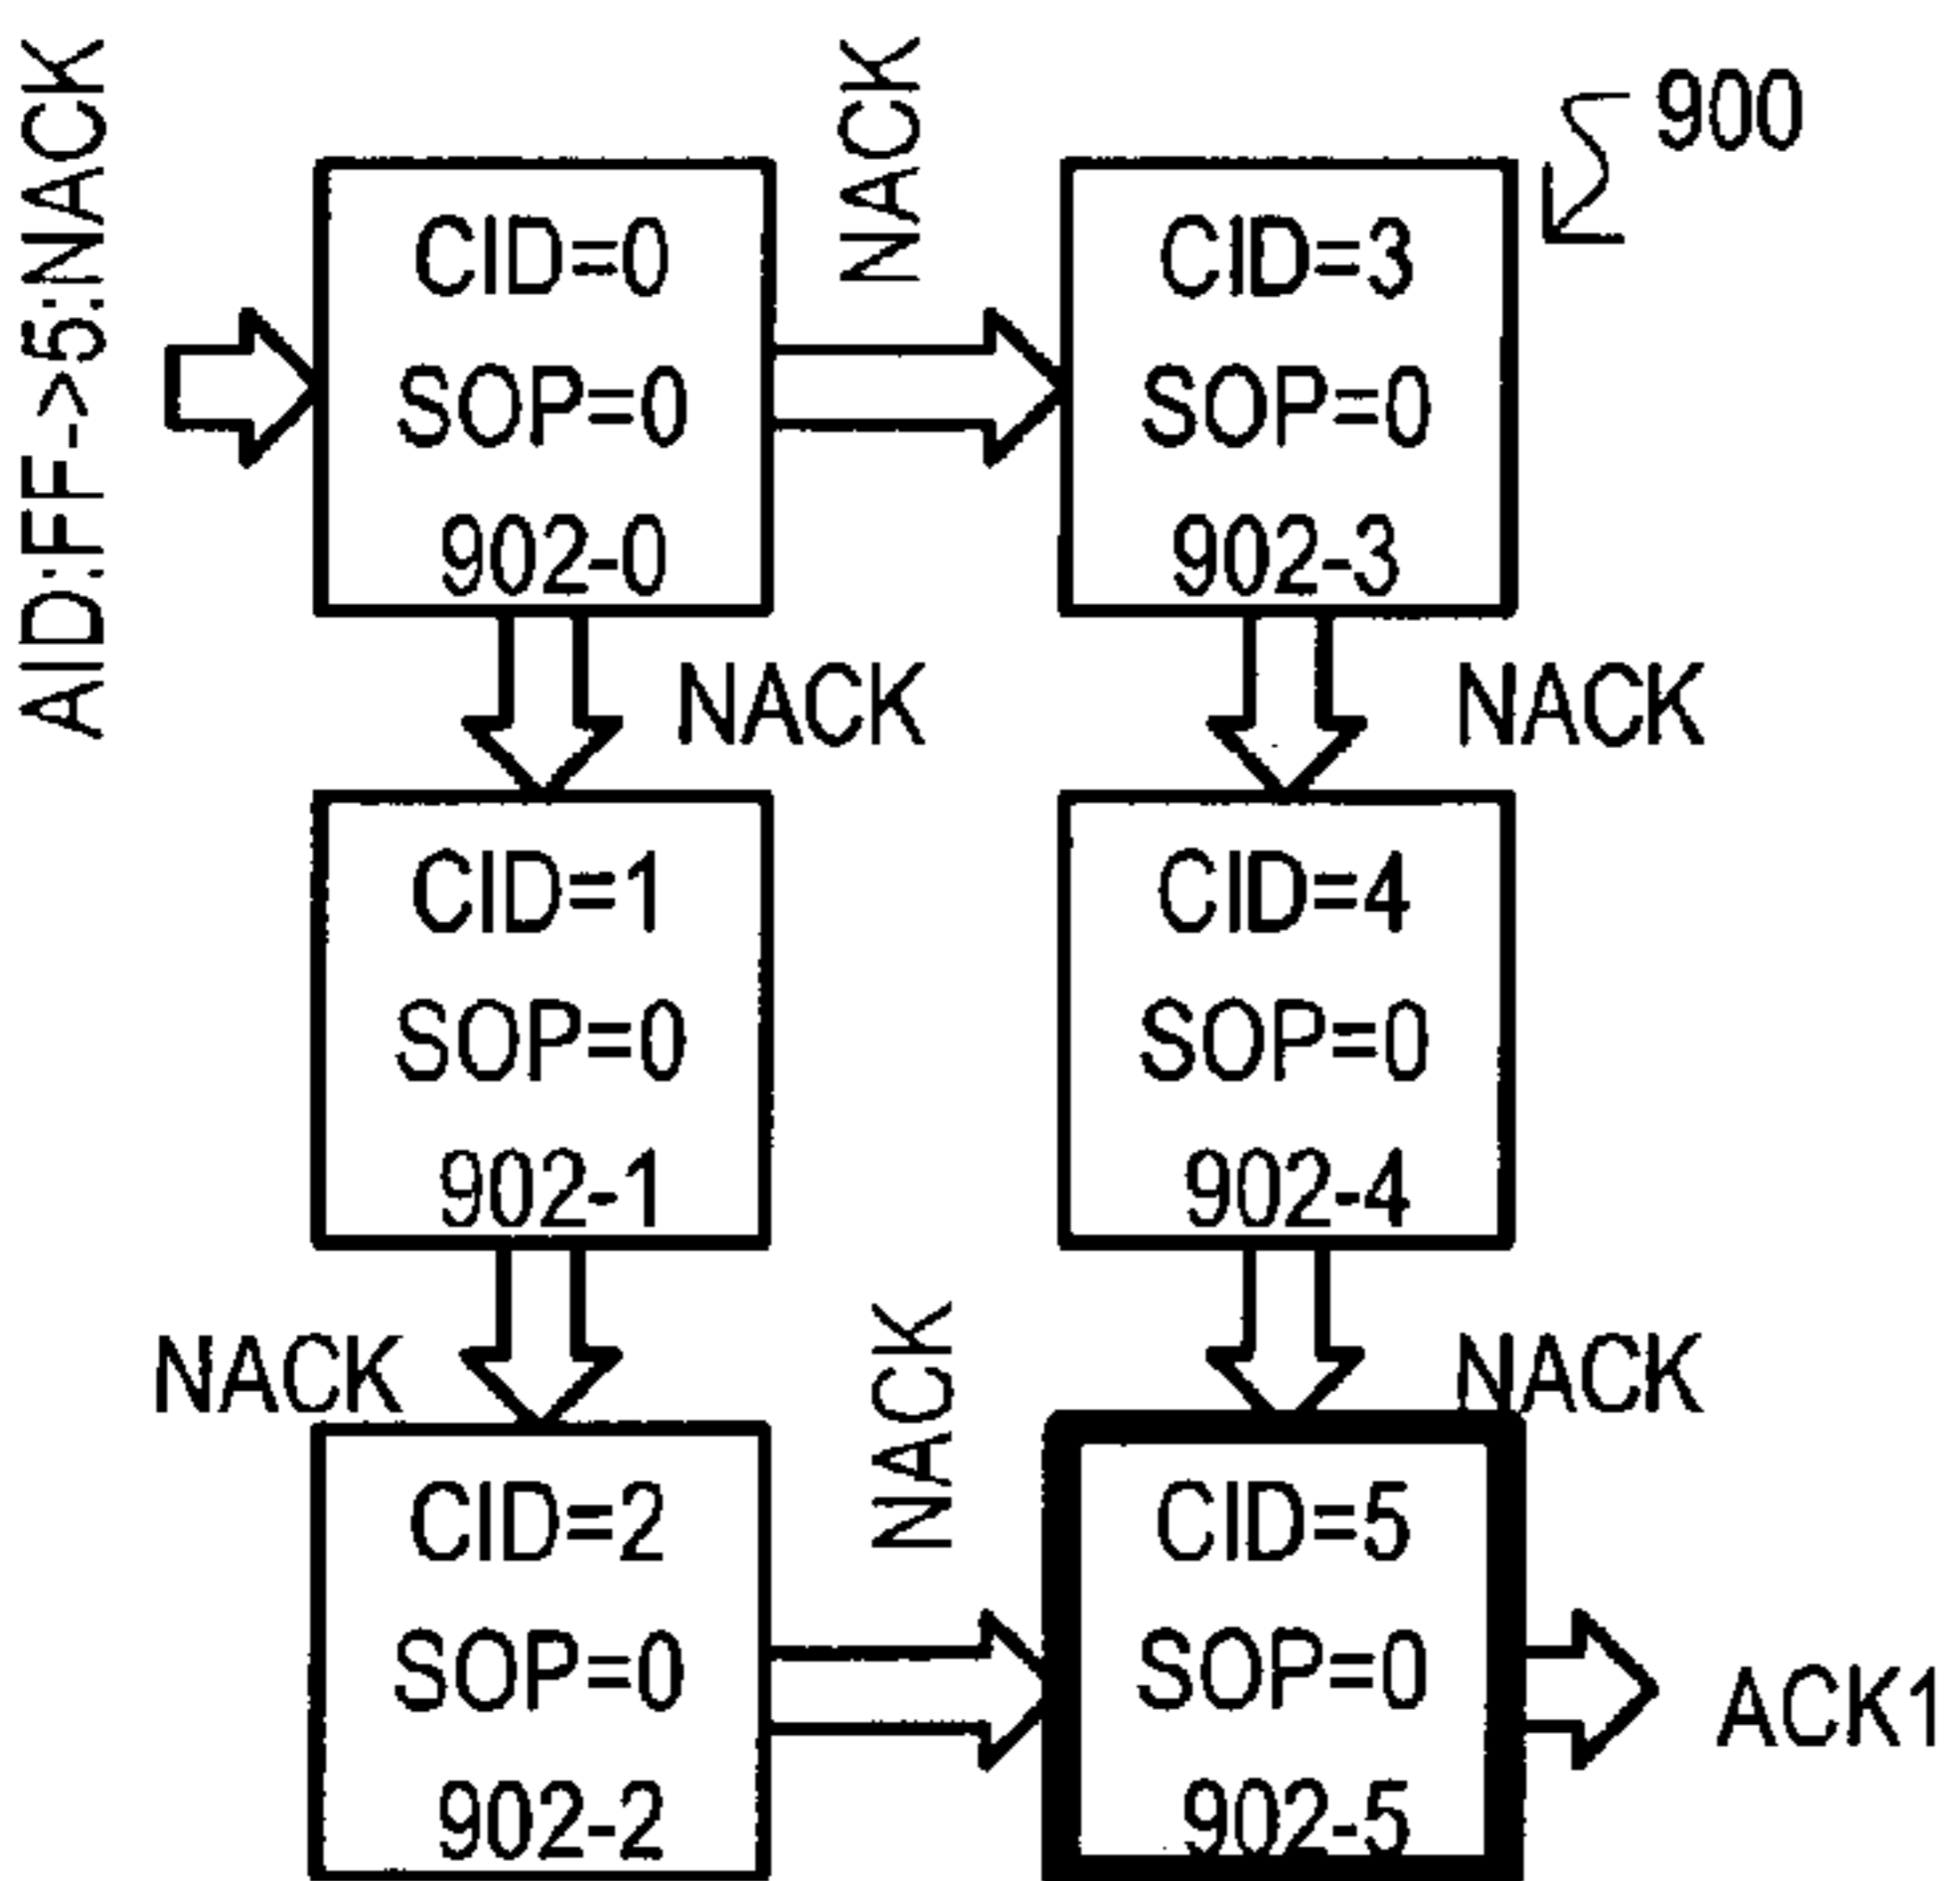 AID:FF->5:NACK
NACK
900
CID=0
SOP=0
902-0
CID=3
SOP=0
902-3
NACK
NACK
CID=1
SOP=0
902-1
CID=4
SOP=0
902-4
NACK
NACK
NACK
CID=2
SOP=0
902-2
CID=5
SOP=0
902-5
ACK1